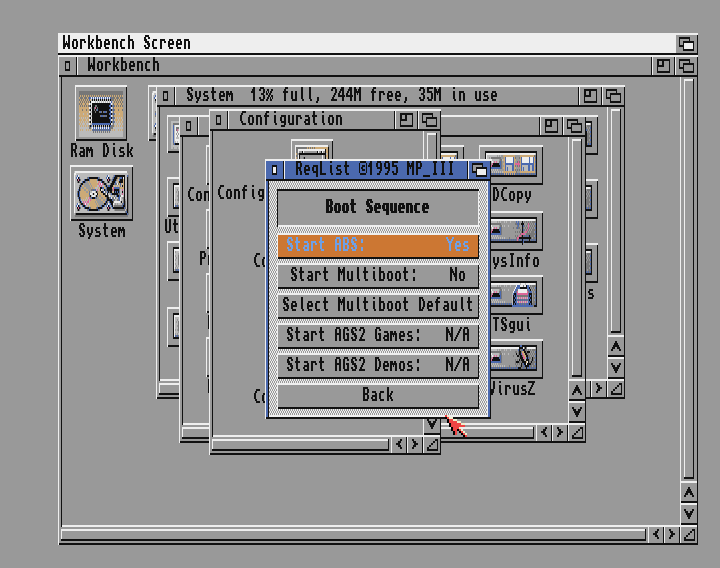 Workbench Screen
Workbench
System 13% full, 244M free, 35M in use
Configuration
ReqList ©1995 MP_III
Ram Disk
System
Boot Sequence
Start ABS: Yes
Start Multiboot: No
Select Multiboot Default
Start AGS2 Games: N/A
Start AGS2 Demos: N/A
Back
Config
Con
Ut
P
Co
Co
DCopy
ysInfo
TSgui
VirusZ
s